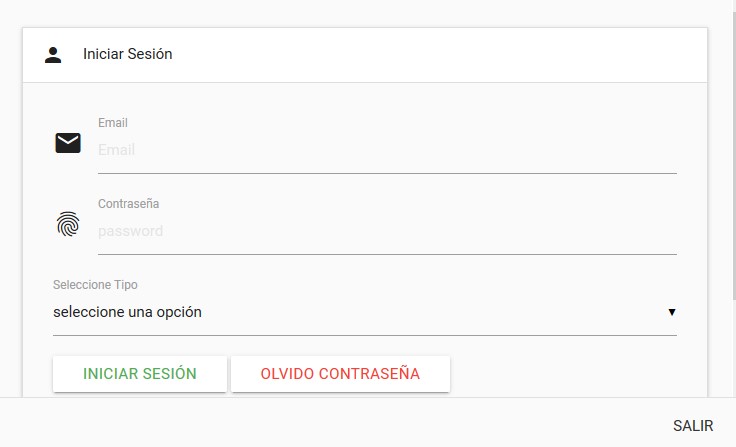 Iniciar Sesión
Email
Email
Contraseña
password
Seleccione Tipo
seleccione una opción
INICIAR SESIÓN OLVIDO CONTRASEÑA
SALIR